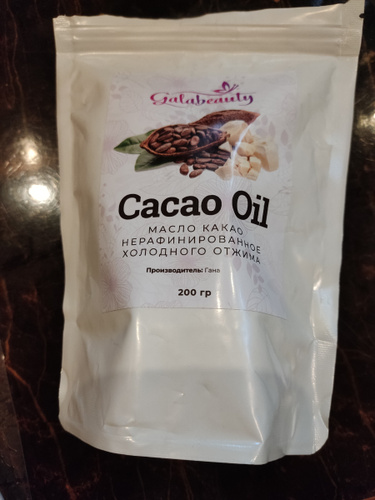 Galabeauty
Cacao Oil
МАСЛО КАКАО
НЕРАФИНИРОВАННОЕ
ХОЛОДНОГО ОТЖИМА
Производитель: Гана
200 гр